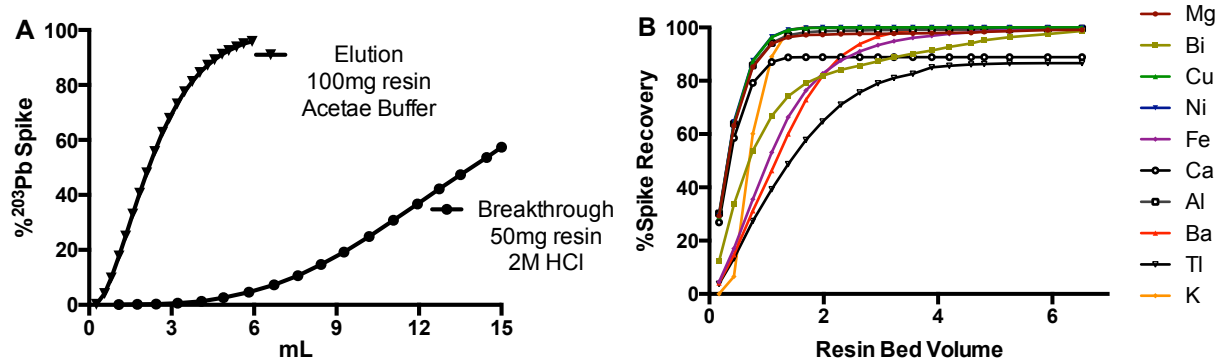 A
100
80
60
40
20
0
%²⁰³Pb Spike
Elution
100mg resin
Acetae Buffer
Breakthrough
50mg resin
2M HCl
0 3 6 9 12 15
mL
B
100
80
60
40
20
0
%Spike Recovery
0 2 4 6
Resin Bed Volume
Mg
Bi
Cu
Ni
Fe
Ca
Al
Ba
Tl
K